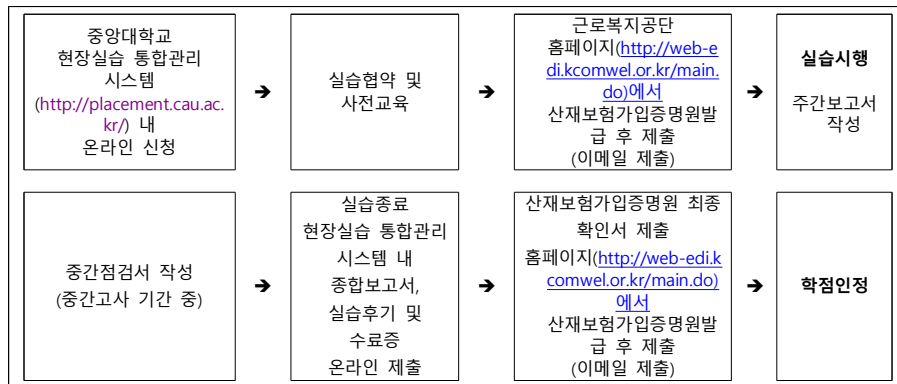 중앙대학교
현장실습 통합관리
시스템
(http://placement.cau.ac.
kr/) 내
온라인 신청
➔
실습협약 및
사전교육
➔
근로복지공단
홈페이지(http://web-e
di.kcomwel.or.kr/main.
do)에서
산재보험가입증명원발
급 후 제출
(이메일 제출)
➔
실습시행
주간보고서
작성
중간점검서 작성
(중간고사 기간 중)
➔
실습종료
현장실습 통합관리
시스템 내
종합보고서,
실습후기 및
수료증
온라인 제출
➔
산재보험가입증명원 최종
확인서 제출
홈페이지(http://web-edi.k
comwel.or.kr/main.do)
에서
산재보험가입증명원발
급 후 제출
(이메일 제출)
➔
학점인정